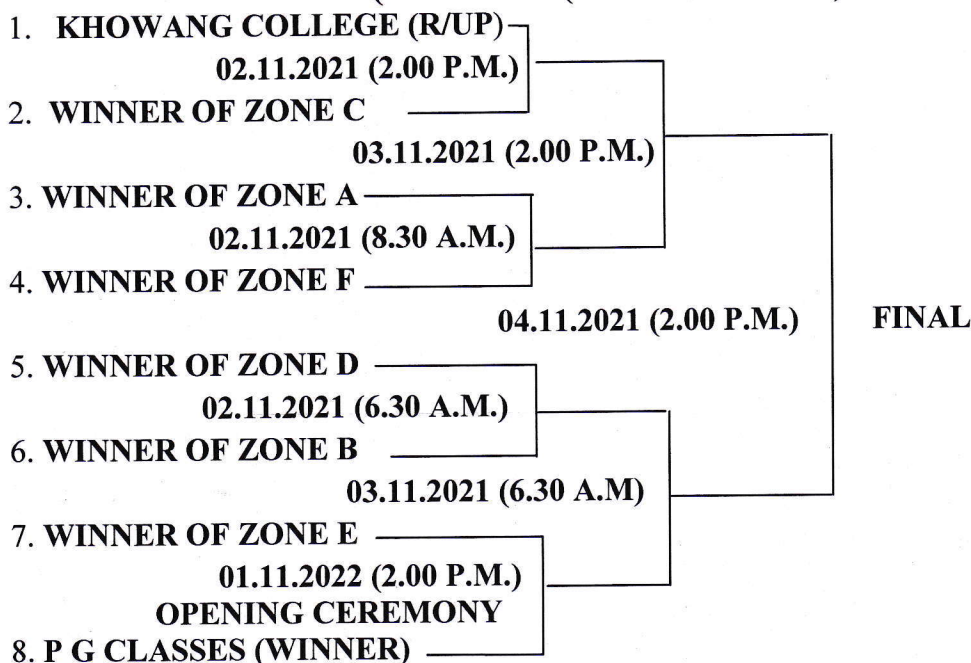 1. KHOWANG COLLEGE (R/UP)
02.11.2021 (2.00 P.M.)
2. WINNER OF ZONE C
03.11.2021 (2.00 P.M.)
3. WINNER OF ZONE A
02.11.2021 (8.30 A.M.)
4. WINNER OF ZONE F
04.11.2021 (2.00 P.M.)
FINAL
5. WINNER OF ZONE D
02.11.2021 (6.30 A.M.)
6. WINNER OF ZONE B
03.11.2021 (6.30 A.M)
7. WINNER OF ZONE E
01.11.2022 (2.00 P.M.)
OPENING CEREMONY
8. P G CLASSES (WINNER)